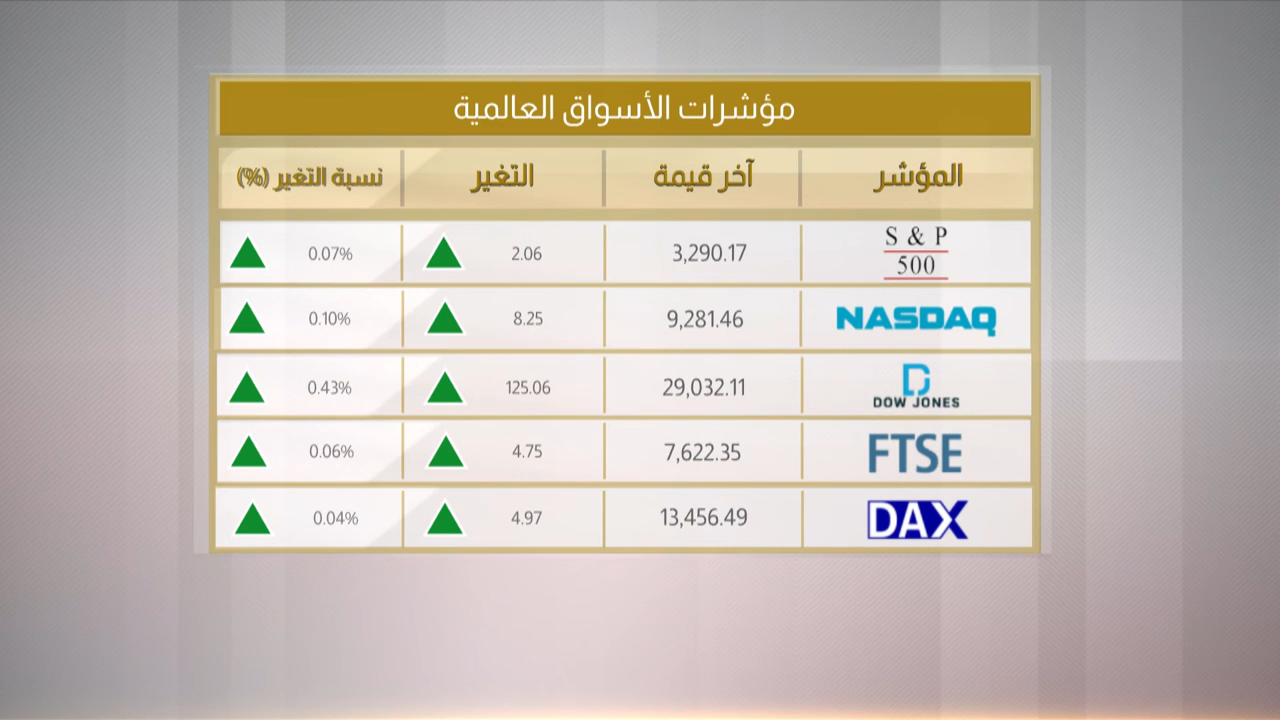 مؤشرات الأسواق العالمية
المؤشر آخر قيمة التغير نسبة التغير (%)
S & P
500
3,290.17 2.06 0.07%
NASDAQ 9,281.46 8.25 0.10%
DOW JONES 29,032.11 125.06 0.43%
FTSE 7,622.35 4.75 0.06%
DAX 13,456.49 4.97 0.04%